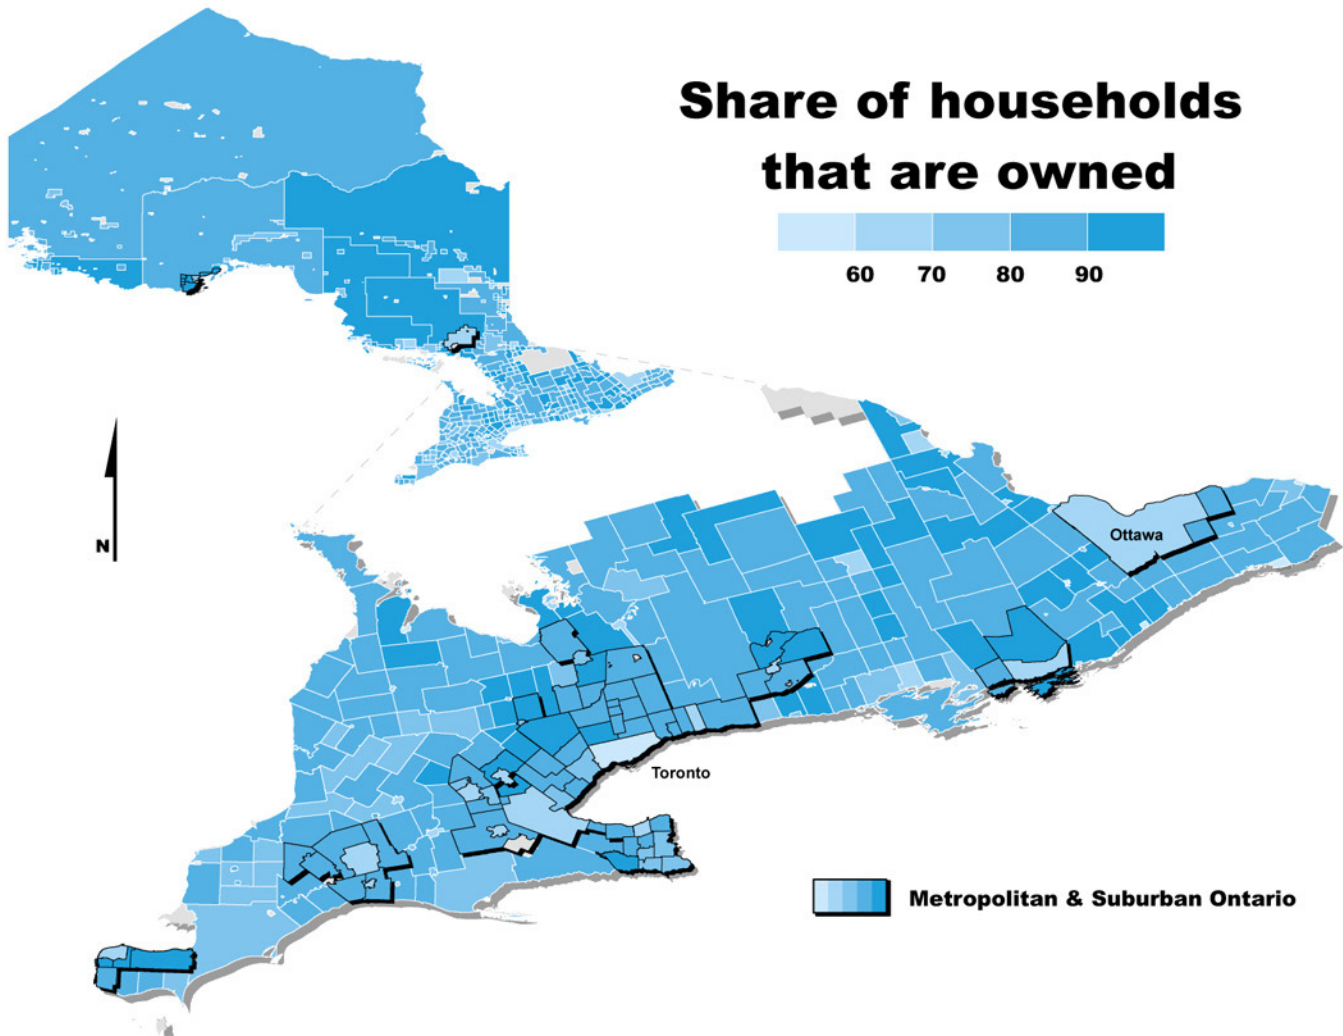 Share of households
that are owned
60 70 80 90
N
Ottawa
Toronto
Metropolitan & Suburban Ontario